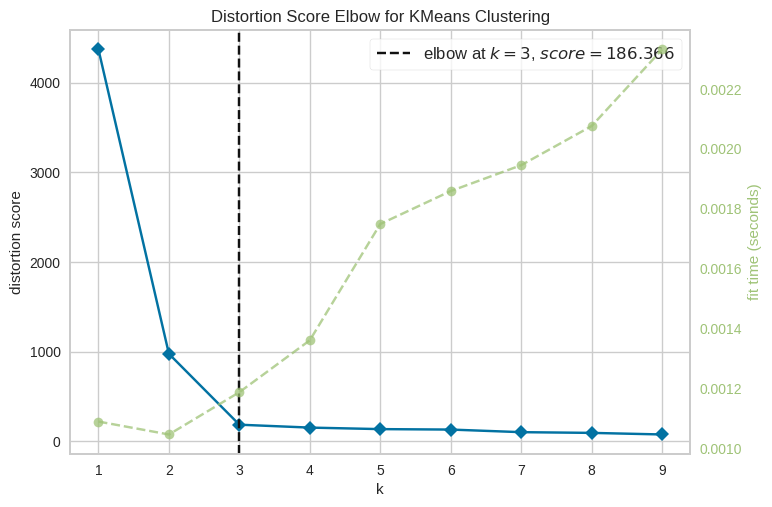 Distortion Score Elbow for KMeans Clustering
elbow at k = 3, score = 186.366
distortion score
4000
3000
2000
1000
0
1 2 3 4 5 6 7 8 9
k
0.0022
0.0020
0.0018
0.0016
0.0014
0.0012
0.0010
fit time (seconds)